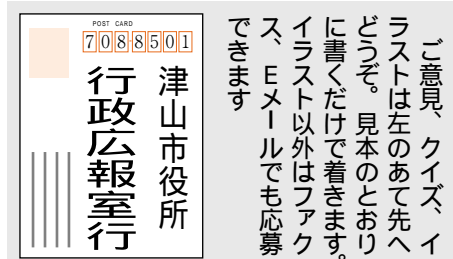 ご意見、クイズ、イ
ラストは左のあて先へ
どうぞ。見本のとおり
に書くだけで着きます。
イラスト以外はファク
ス、Eメールでも応募
できます
POST CARD
708-8501
津山市役所
行政広報室行